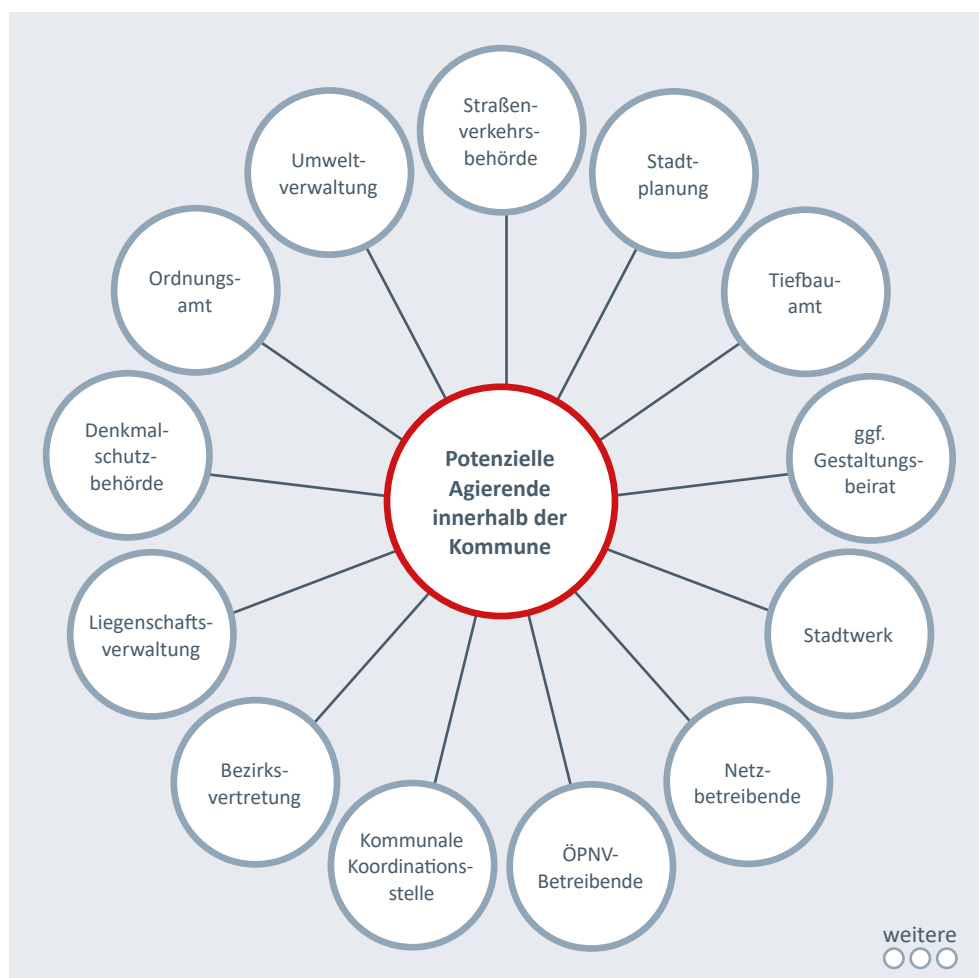 Straßen-
verkehrs-
behörde
Stadt-
planung
Tiefbau-
amt
ggf.
Gestaltungs-
beirat
Stadtwerk
Netz-
betreibende
ÖPNV-
Betreibende
Kommunale
Koordinations-
stelle
Bezirks-
vertretung
Liegenschafts-
verwaltung
Denkmal-
schutz-
behörde
Ordnungs-
amt
Umwelt-
verwaltung
Potenzielle
Agierende
innerhalb der
Kommune
weitere